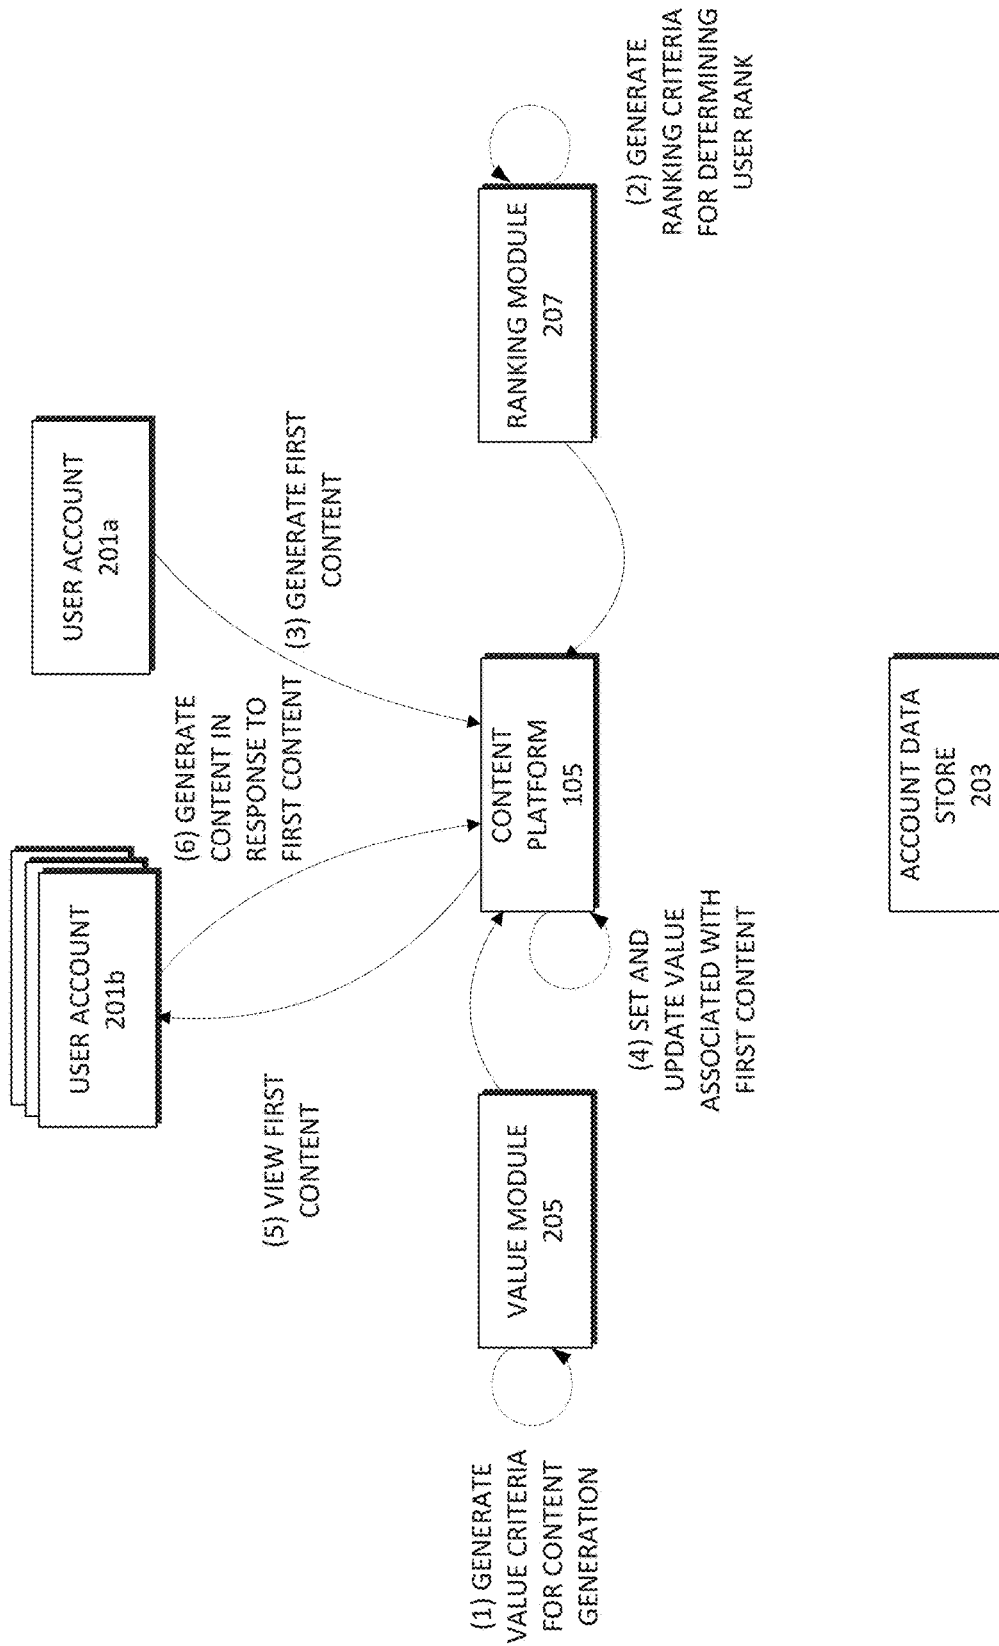 USER ACCOUNT
201b
USER ACCOUNT
201a
(5) VIEW FIRST
CONTENT
(6) GENERATE
CONTENT IN
RESPONSE TO
FIRST CONTENT
(3) GENERATE FIRST
CONTENT
(1) GENERATE
VALUE CRITERIA
FOR CONTENT
GENERATION
VALUE MODULE
205
CONTENT
PLATFORM
105
RANKING MODULE
207
(4) SET AND
UPDATE VALUE
ASSOCIATED WITH
FIRST CONTENT
(2) GENERATE
RANKING CRITERIA
FOR DETERMINING
USER RANK
ACCOUNT DATA
STORE
203